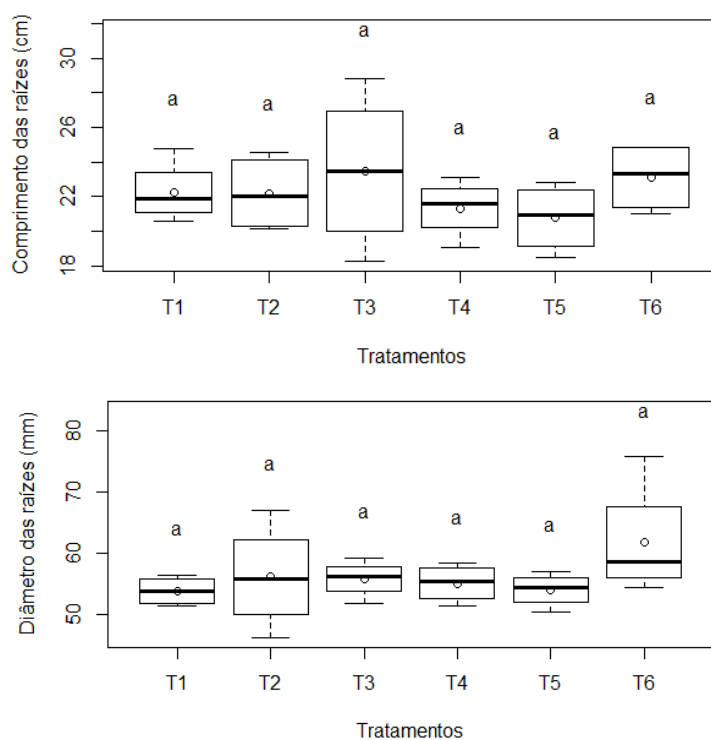 Comprimento das raízes (cm)
30
26
22
18
a a a a a a
T1 T2 T3 T4 T5 T6
Tratamentos
Diâmetro das raízes (mm)
80
70
60
50
a a a a a a
T1 T2 T3 T4 T5 T6
Tratamentos